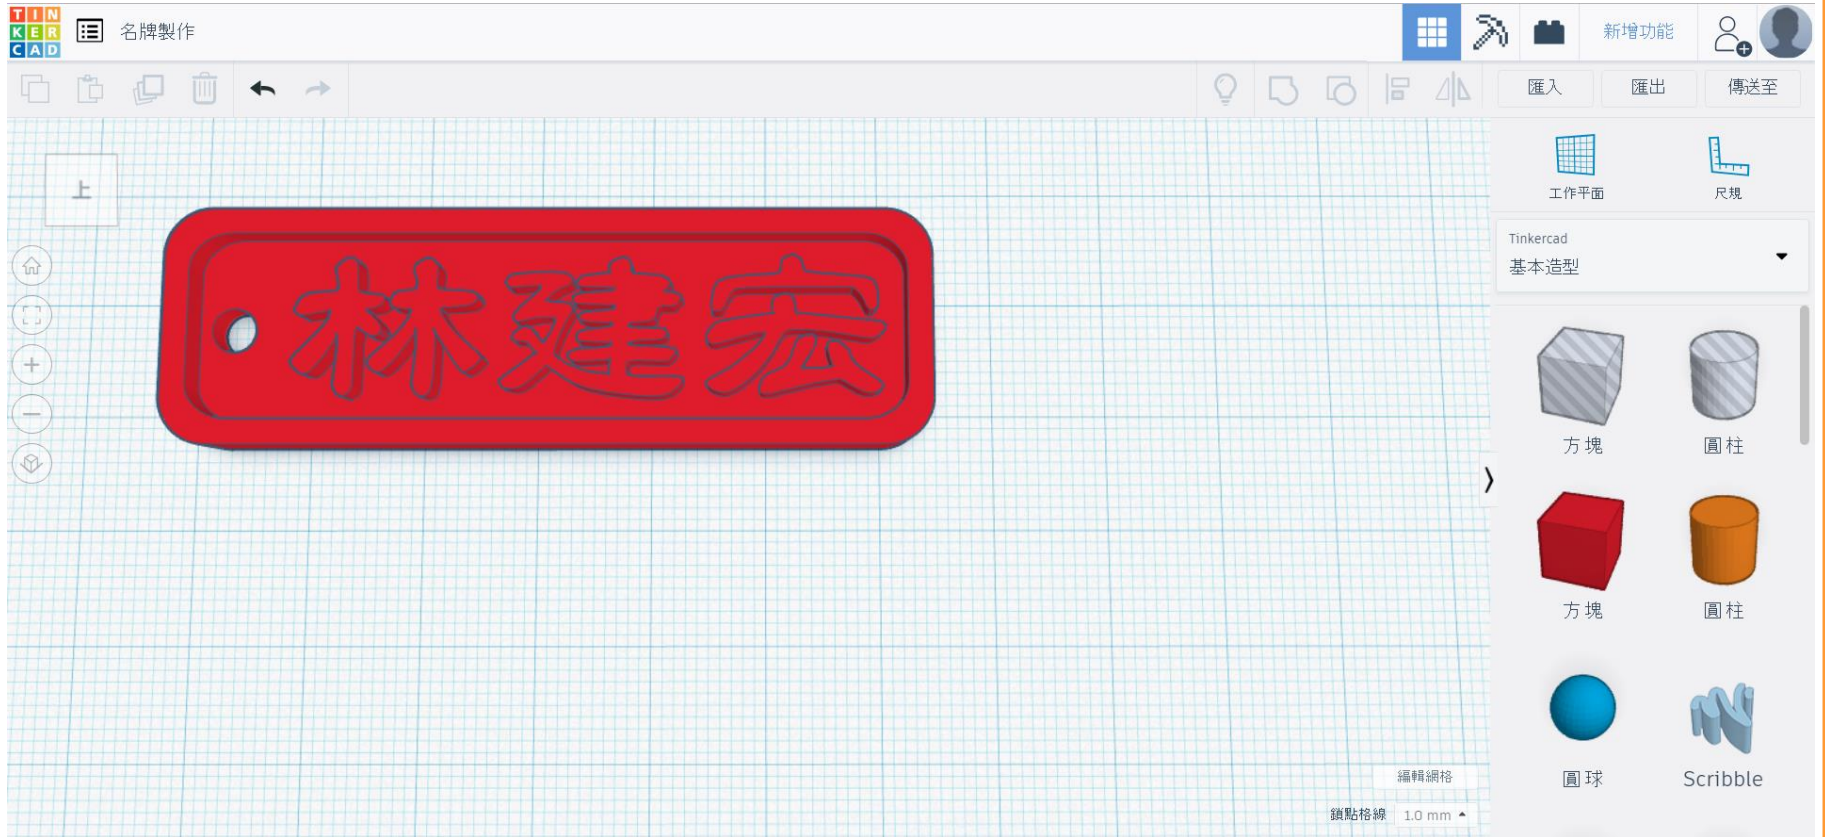 TIN
KER
CAD
名牌製作
新增功能
匯入
匯出
傳送至
上
工作平面
尺規
林建宏
Tinkercad
基本造型
方塊
圓柱
方塊
圓柱
圓球
Scribble
編輯網格
鎖點格線 1.0 mm